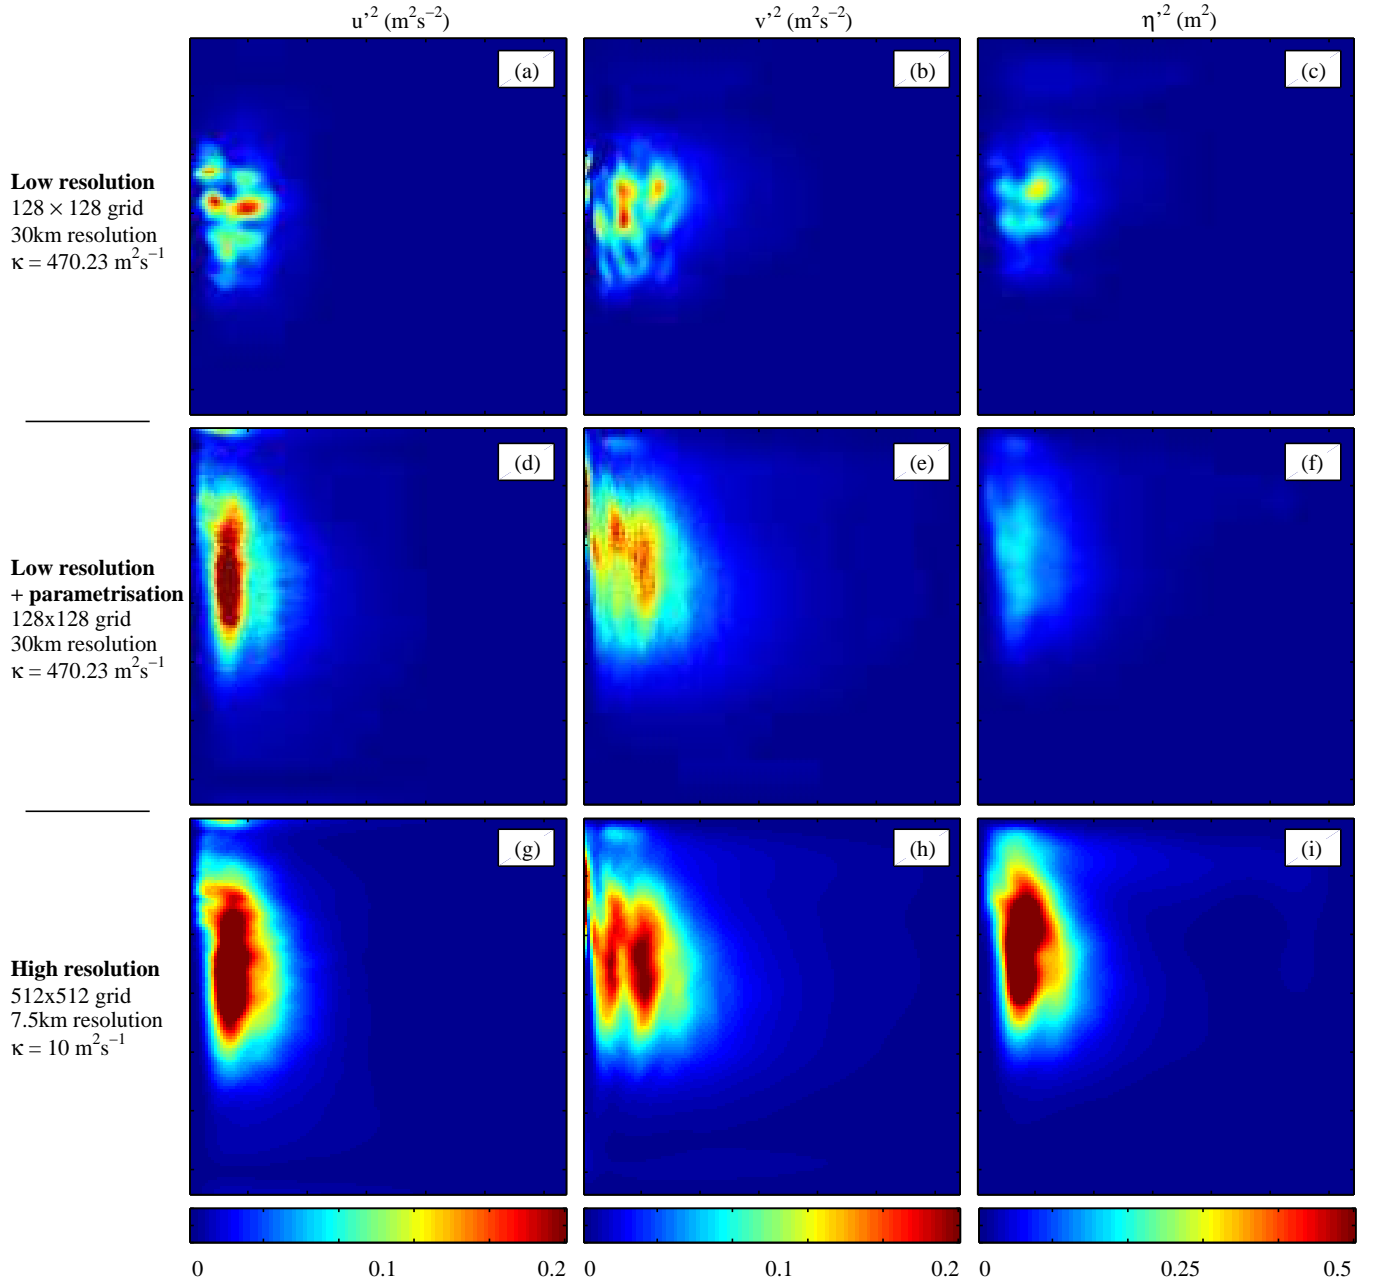 u’² (m²s⁻²)
v’² (m²s⁻²)
η’² (m²)
(a)
(b)
(c)
Low resolution
128 × 128 grid
30km resolution
κ = 470.23 m²s⁻¹
(d)
(e)
(f)
Low resolution
+ parametrisation
128x128 grid
30km resolution
κ = 470.23 m²s⁻¹
(g)
(h)
(i)
High resolution
512x512 grid
7.5km resolution
κ = 10 m²s⁻¹
0 0.1 0.2
0 0.1 0.2
0 0.25 0.5